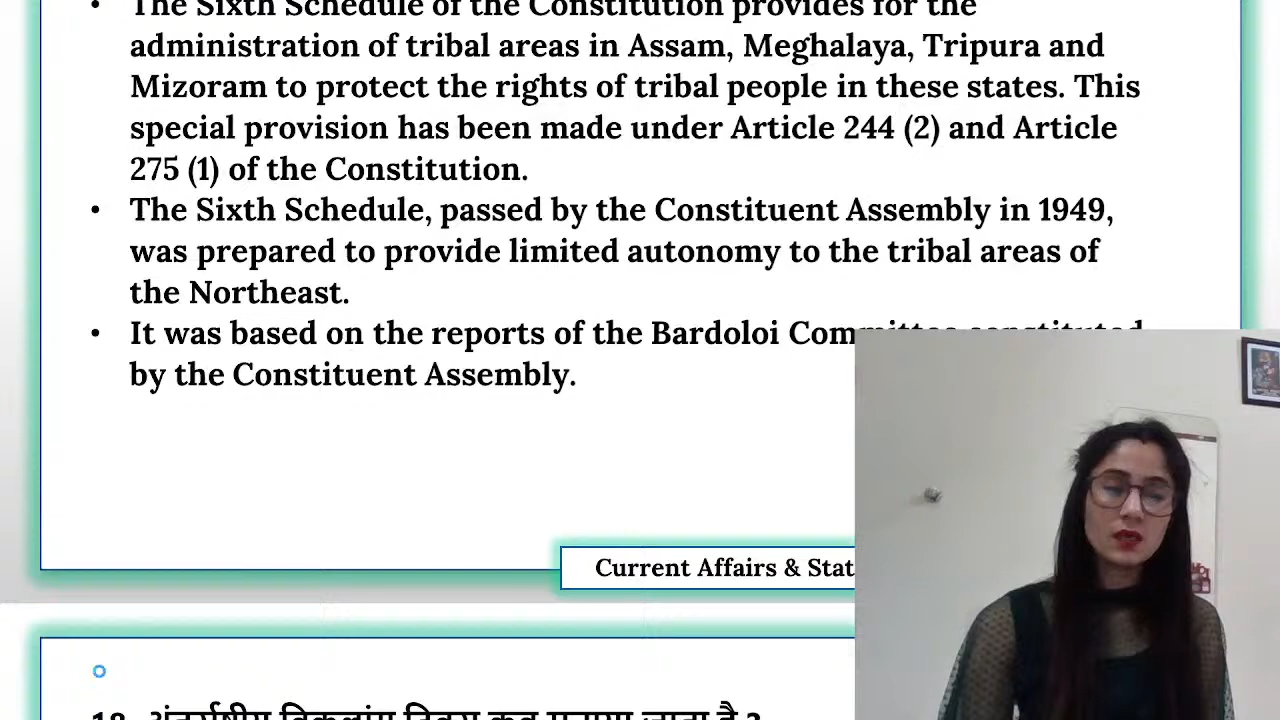 The Sixth Schedule of the Constitution provides for the
administration of tribal areas in Assam, Meghalaya, Tripura and
Mizoram to protect the rights of tribal people in these states. This
special provision has been made under Article 244 (2) and Article
275 (1) of the Constitution.
The Sixth Schedule, passed by the Constituent Assembly in 1949,
was prepared to provide limited autonomy to the tribal areas of
the Northeast.
It was based on the reports of the Bardoloi Committee constituted
by the Constituent Assembly.
Current Affairs & Stat